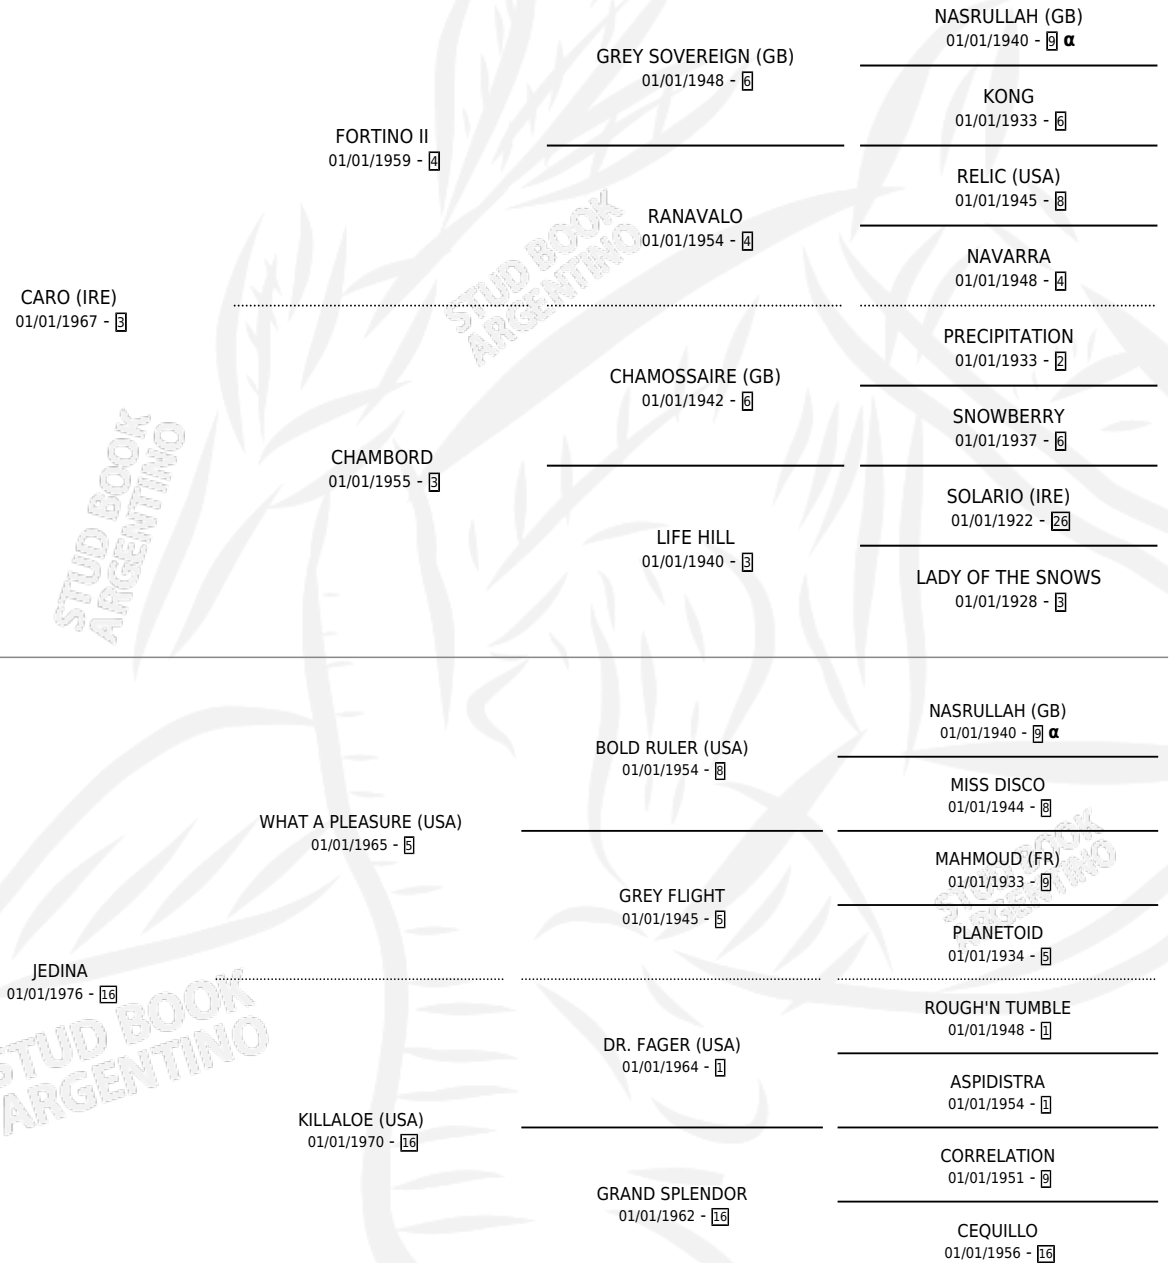 NASRULLAH (GB)
01/01/1940 - 9 α
GREY SOVEREIGN (GB)
01/01/1948 - 6
KONG
01/01/1933 - 6
FORTINO II
01/01/1959 - 4
RELIC (USA)
01/01/1945 - 8
RANAVALO
01/01/1954 - 4
NAVARRA
01/01/1948 - 4
CARO (IRE)
01/01/1967 - 3
PRECIPITATION
01/01/1933 - 2
CHAMOSSAIRE (GB)
01/01/1942 - 6
SNOWBERRY
01/01/1937 - 6
CHAMBORD
01/01/1955 - 3
SOLARIO (IRE)
01/01/1922 - 26
LIFE HILL
01/01/1940 - 3
LADY OF THE SNOWS
01/01/1928 - 3
NASRULLAH (GB)
01/01/1940 - 9 α
BOLD RULER (USA)
01/01/1954 - 8
MISS DISCO
01/01/1944 - 8
WHAT A PLEASURE (USA)
01/01/1965 - 5
MAHMOUD (FR)
01/01/1933 - 9
GREY FLIGHT
01/01/1945 - 5
PLANETOID
01/01/1934 - 5
JEDINA
01/01/1976 - 16
ROUGH'N TUMBLE
01/01/1948 - 1
DR. FAGER (USA)
01/01/1964 - 1
ASPIDISTRA
01/01/1954 - 1
KILLALOE (USA)
01/01/1970 - 16
CORRELATION
01/01/1951 - 9
GRAND SPLENDOR
01/01/1962 - 16
CEQUILLO
01/01/1956 - 16
STUD BOOK
ARGENTINO
STUD BOOK
ARGENTINO
STUD BOOK
ARGENTINO
STUD BOOK
ARGENTINO